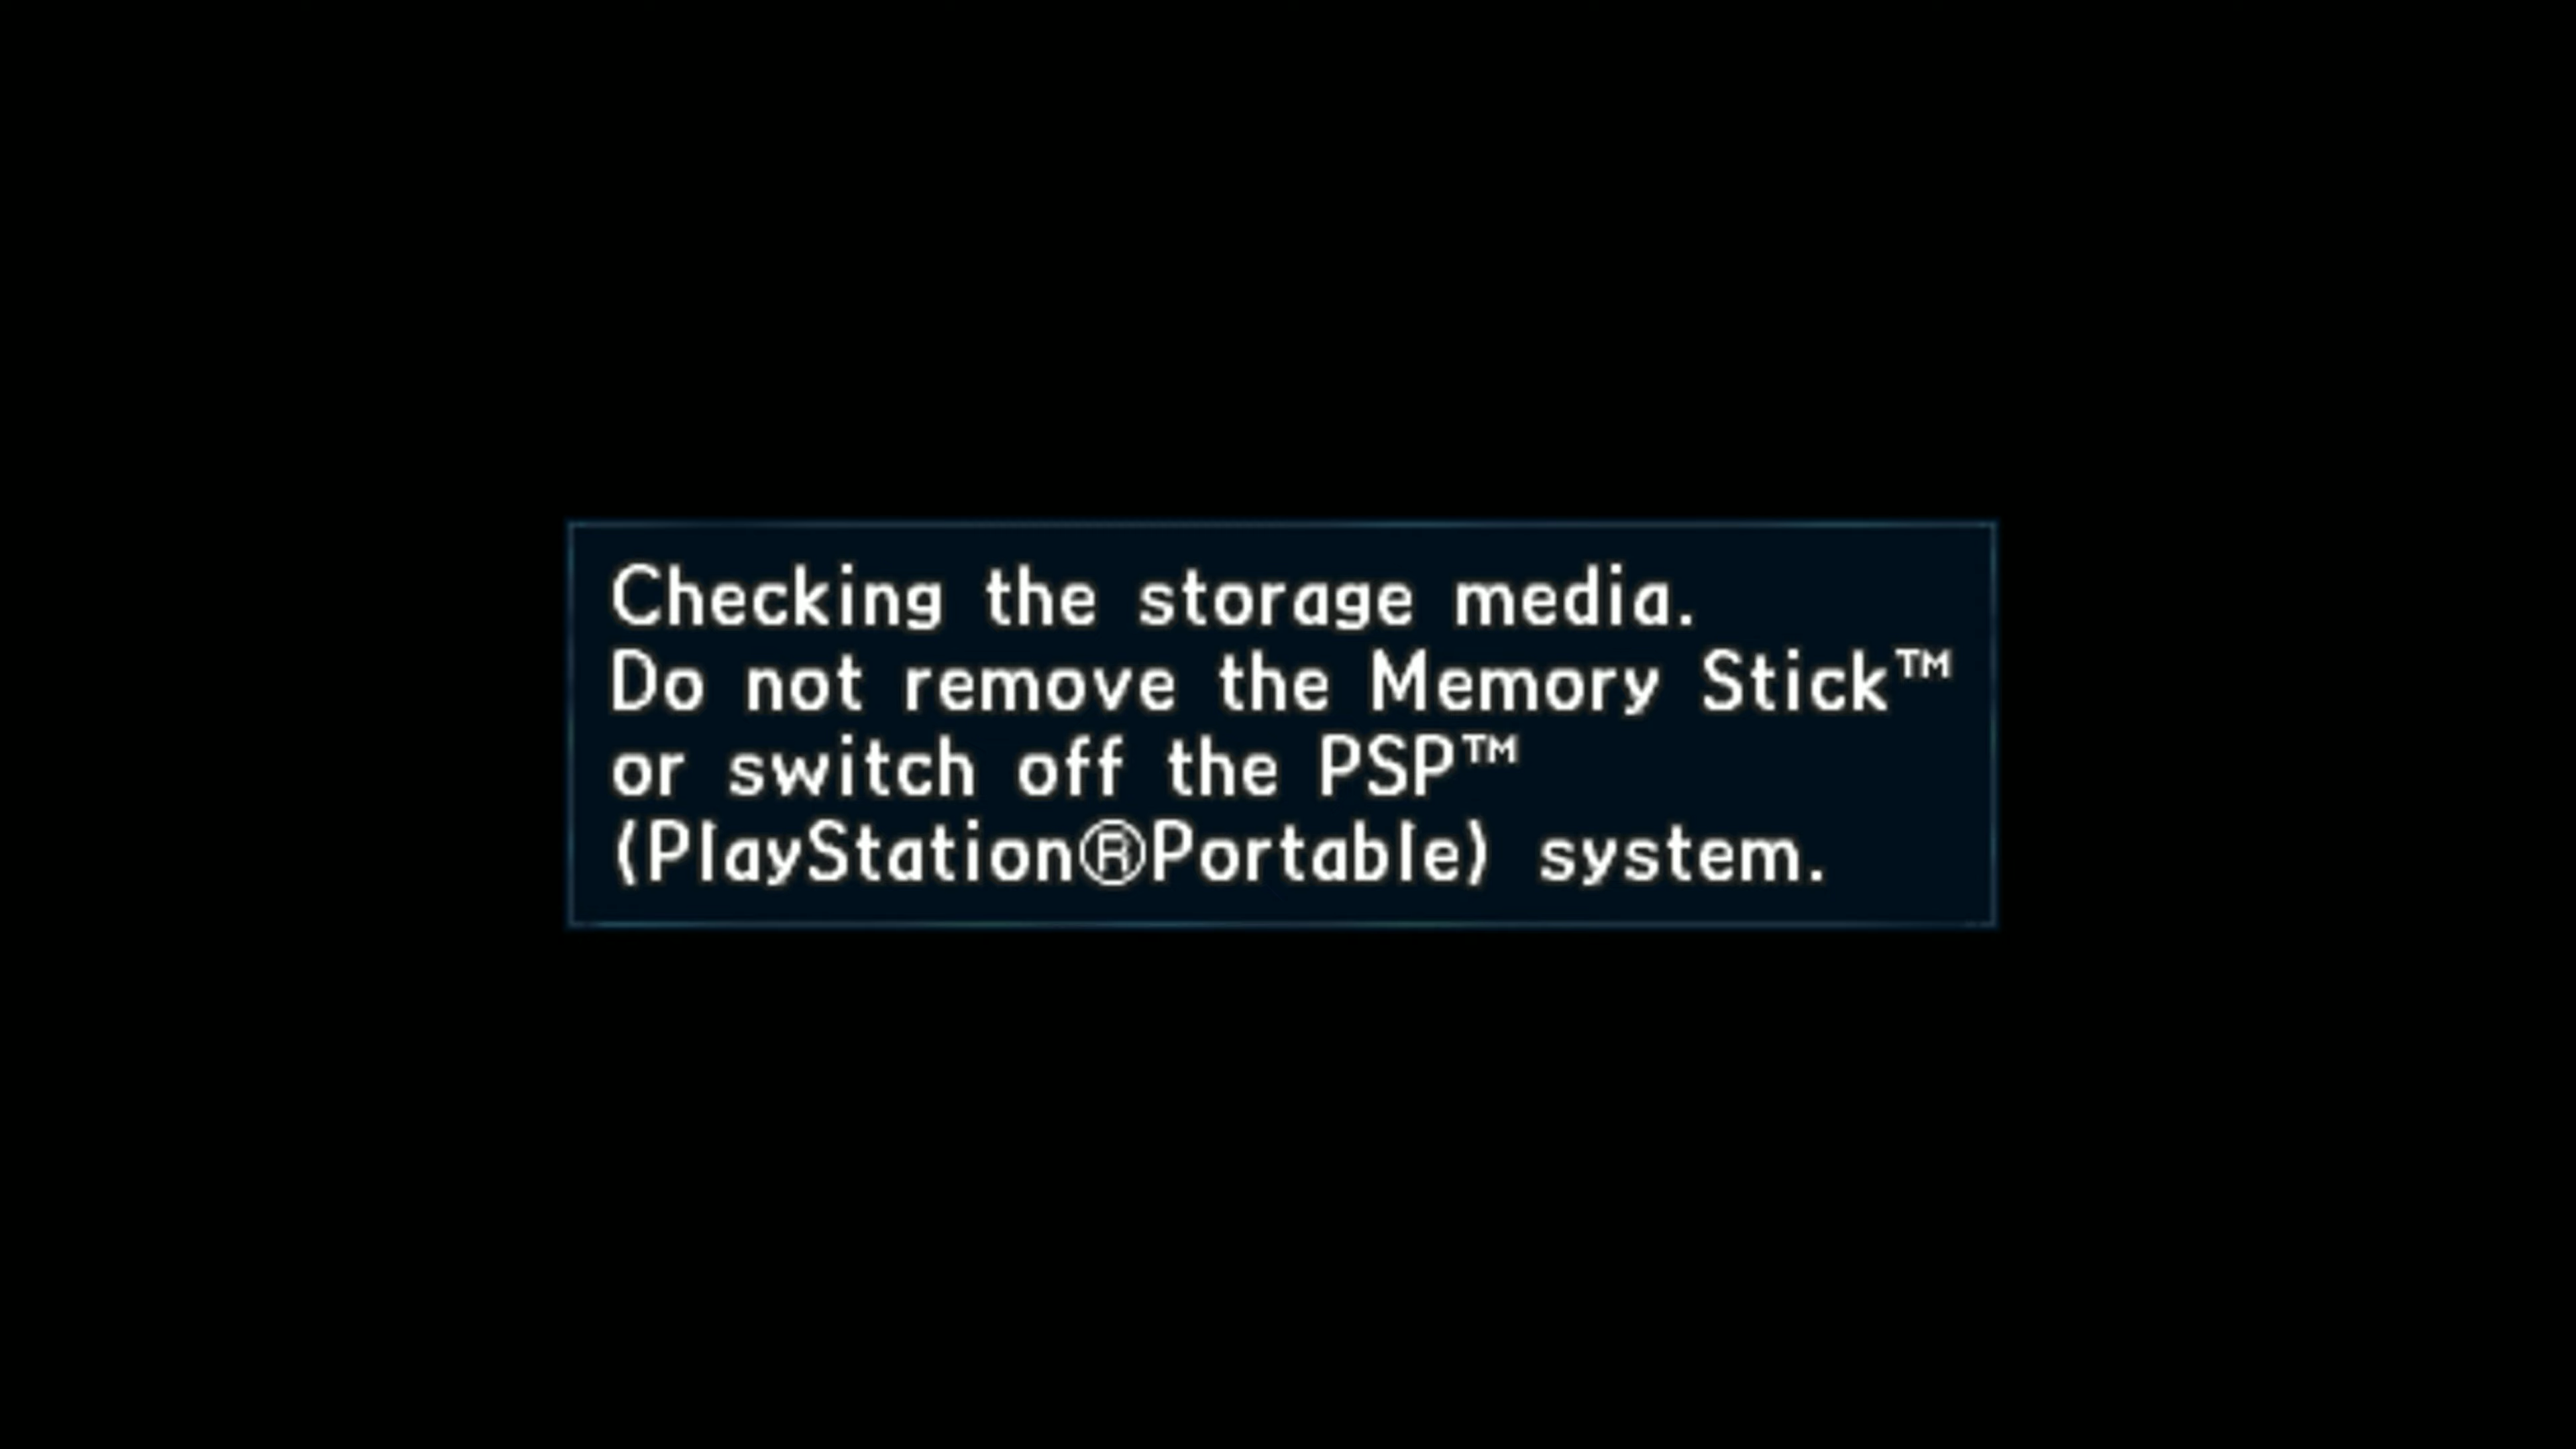 Checking the storage media.
Do not remove the Memory Stick™
or switch off the PSP™
(PlayStation®Portable) system.